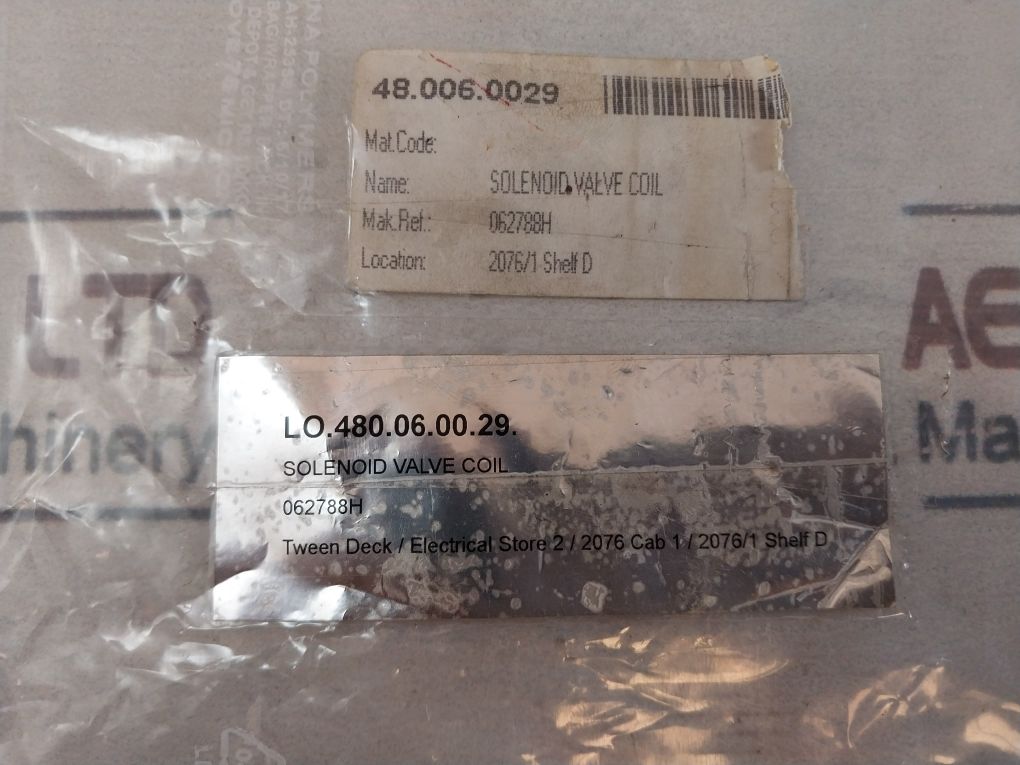 48.006.0029
Mat.Code:
Name: SOLENOID VALVE COIL
Mak.Ref.: 062788H
Location: 2076/1 Shelf D
LTD
AE
hinery
Ma
LO.480.06.00.29.
SOLENOID VALVE COIL
062788H
Tween Deck / Electrical Store 2 / 2076 Cab 1 / 2076/1 Shelf D